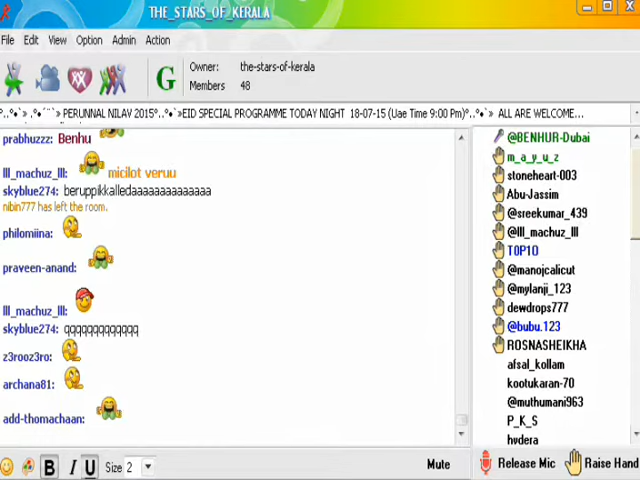 THE_STARS_OF_KERALA
File Edit View Option Admin Action
G Owner: the-stars-of-kerala
Members 48
PERUNNAL NILAV 2015 EID SPECIAL PROGRAMME TODAY NIGHT 18-07-15 (Uae Time 9:00 Pm) ALL ARE WELCOME...
prabhuzzz: Benhu
lll_machuz_lll: micilot veruu
skyblue274: beruppikkalledaaaaaaaaaaaaaa
nibin777 has left the room.
philomiina:
praveen-anand:
lll_machuz_lll:
skyblue274: qqqqqqqqqqqqq
z3rooz3ro:
archana81:
add-thomachaan:
@BENHUR-Dubai
m_a_y_u_z
stoneheart-003
Abu-Jassim
@sreekumar_439
@lll_machuz_lll
T0P10
@manojcalicut
@mylanji_123
dewdrops777
@bubu.123
ROSNASHEIKHA
afsal_kollam
kootukaran-70
@muthumani963
P_K_S
hydera
B I U Size 2 Mute Release Mic Raise Hand